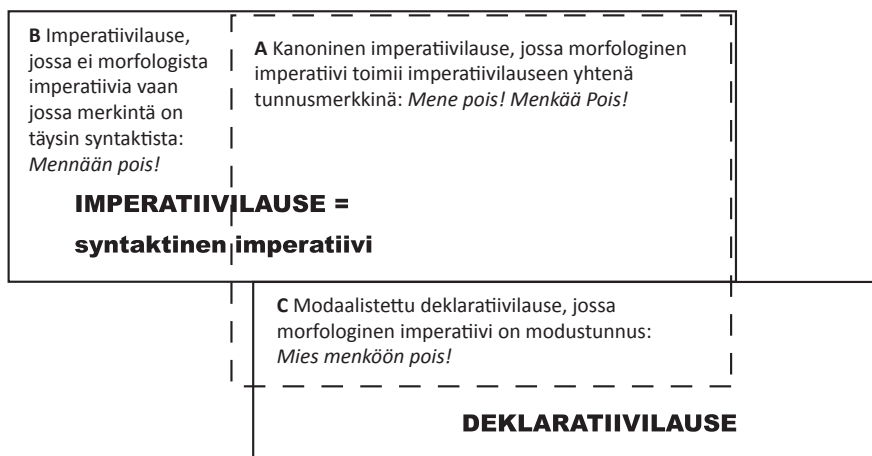 B Imperatiivilause,
jossa ei morfologista
imperatiivia vaan
jossa merkintä on
täysin syntaktista:
Mennään pois!
A Kanoninen imperatiivilause, jossa morfologinen
imperatiivi toimii imperatiivilauseen yhtenä
tunnusmerkkinä: Mene pois! Menkää Pois!
IMPERATIIVILAUSE =
syntaktinen imperatiivi
C Modaalistettu deklaratiivilause, jossa
morfologinen imperatiivi on modustunnus:
Mies menköön pois!
DEKLARATIIVILAUSE